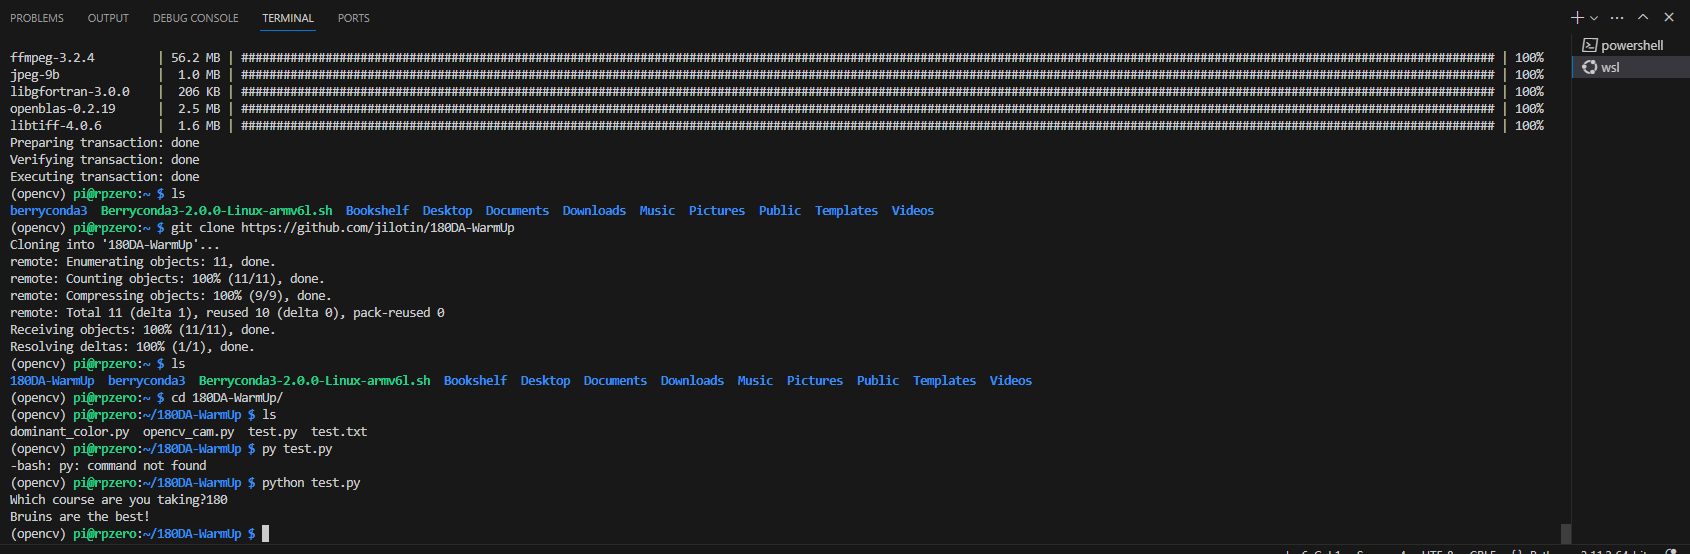 PROBLEMS OUTPUT DEBUG CONSOLE TERMINAL PORTS
powershell
wsl
ffmpeg-3.2.4 | 56.2 MB | ################################################################################################################################################################################### | 100%
jpeg-9b | 1.0 MB | ################################################################################################################################################################################### | 100%
libgfortran-3.0.0 | 206 KB | ################################################################################################################################################################################### | 100%
openblas-0.2.19 | 2.5 MB | ################################################################################################################################################################################### | 100%
libtiff-4.0.6 | 1.6 MB | ################################################################################################################################################################################### | 100%
Preparing transaction: done
Verifying transaction: done
Executing transaction: done
(opencv) pi@rpzero:~ $ ls
berryconda3 Berryconda3-2.0.0-Linux-armv6l.sh Bookshelf Desktop Documents Downloads Music Pictures Public Templates Videos
(opencv) pi@rpzero:~ $ git clone https://github.com/jilotin/180DA-WarmUp
Cloning into '180DA-WarmUp'...
remote: Enumerating objects: 11, done.
remote: Counting objects: 100% (11/11), done.
remote: Compressing objects: 100% (9/9), done.
remote: Total 11 (delta 1), reused 10 (delta 0), pack-reused 0
Receiving objects: 100% (11/11), done.
Resolving deltas: 100% (1/1), done.
(opencv) pi@rpzero:~ $ ls
180DA-WarmUp berryconda3 Berryconda3-2.0.0-Linux-armv6l.sh Bookshelf Desktop Documents Downloads Music Pictures Public Templates Videos
(opencv) pi@rpzero:~ $ cd 180DA-WarmUp/
(opencv) pi@rpzero:~/180DA-WarmUp $ ls
dominant_color.py opencv_cam.py test.py test.txt
(opencv) pi@rpzero:~/180DA-WarmUp $ py test.py
-bash: py: command not found
(opencv) pi@rpzero:~/180DA-WarmUp $ python test.py
Which course are you taking?180
Bruins are the best!
(opencv) pi@rpzero:~/180DA-WarmUp $